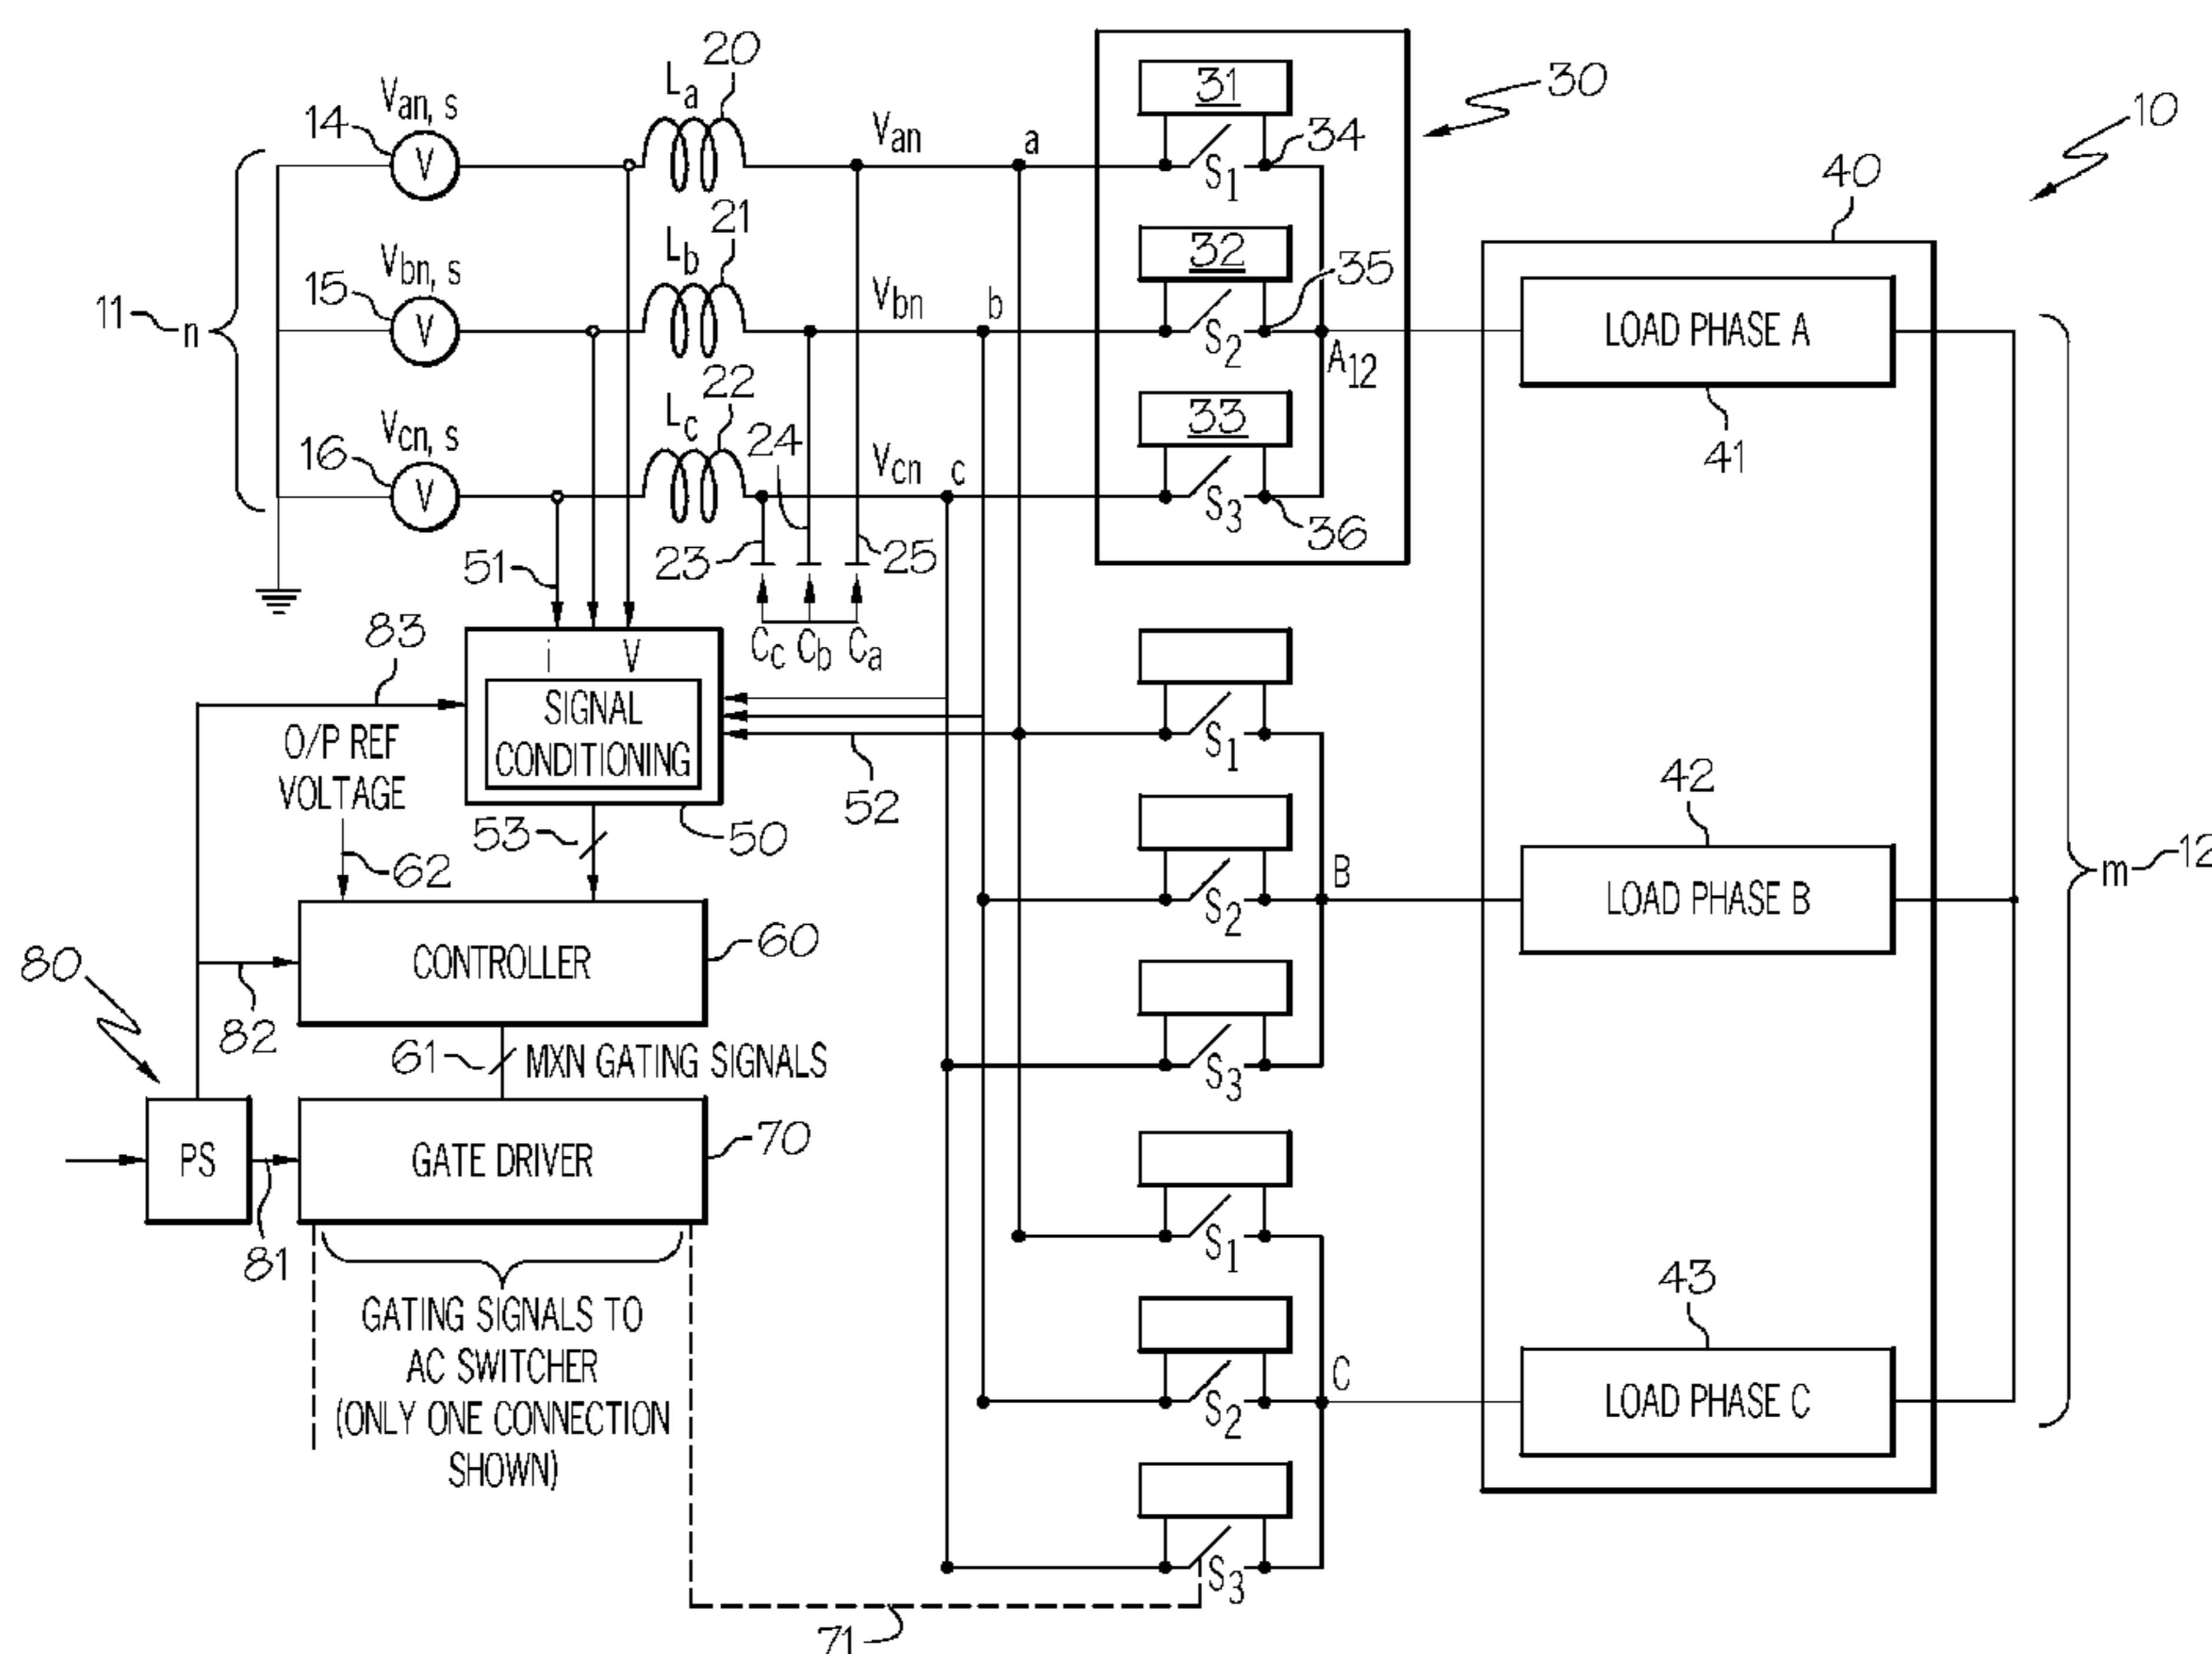 20
La
Van, s
14
V
Van
a
31
S1
34
30
10
21
Lb
Vbn, s
15
V
Vbn
b
32
S2
35
A12
40
LOAD PHASE A
41
11
n
22
Lc
Vcn, s
16
V
24
Vcn
c
33
S3
36
23
25
51
Cc
Cb
Ca
83
i
V
SIGNAL
CONDITIONING
O/P REF
VOLTAGE
62
53
50
52
S1
S2
B
S3
42
LOAD PHASE B
m
12
80
CONTROLLER
60
82
61
MXN GATING SIGNALS
PS
81
GATE DRIVER
70
GATING SIGNALS TO
AC SWITCHER
(ONLY ONE CONNECTION
SHOWN)
S1
S2
C
S3
43
LOAD PHASE C
71